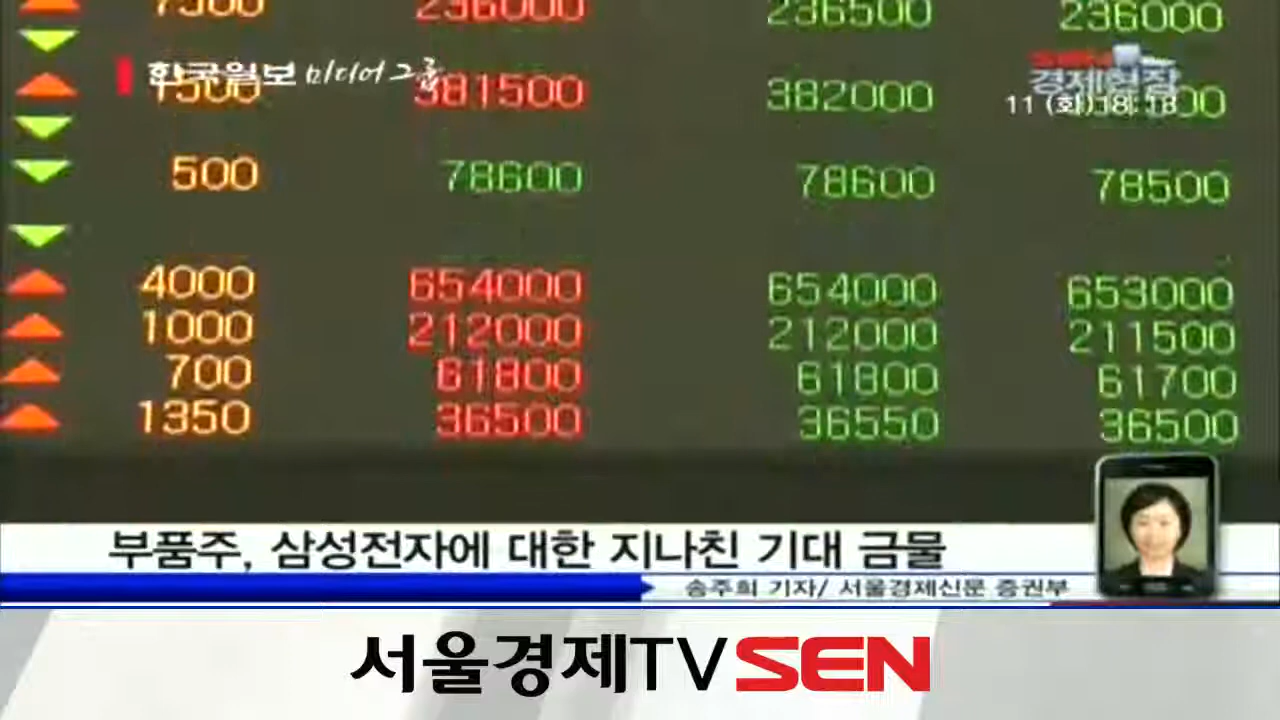 7500 236000 236500 236000
한국일보 미디어그룹
SEN
경제현장
1500 381500 382000
11 (화)18:18
500 78600 78600 78500
4000 654000 654000 653000
1000 212000 212000 211500
700 61800 61800 61700
1350 36500 36550 36500
부품주, 삼성전자에 대한 지나친 기대 금물
송주희 기자/ 서울경제신문 증권부
서울경제TV SEN